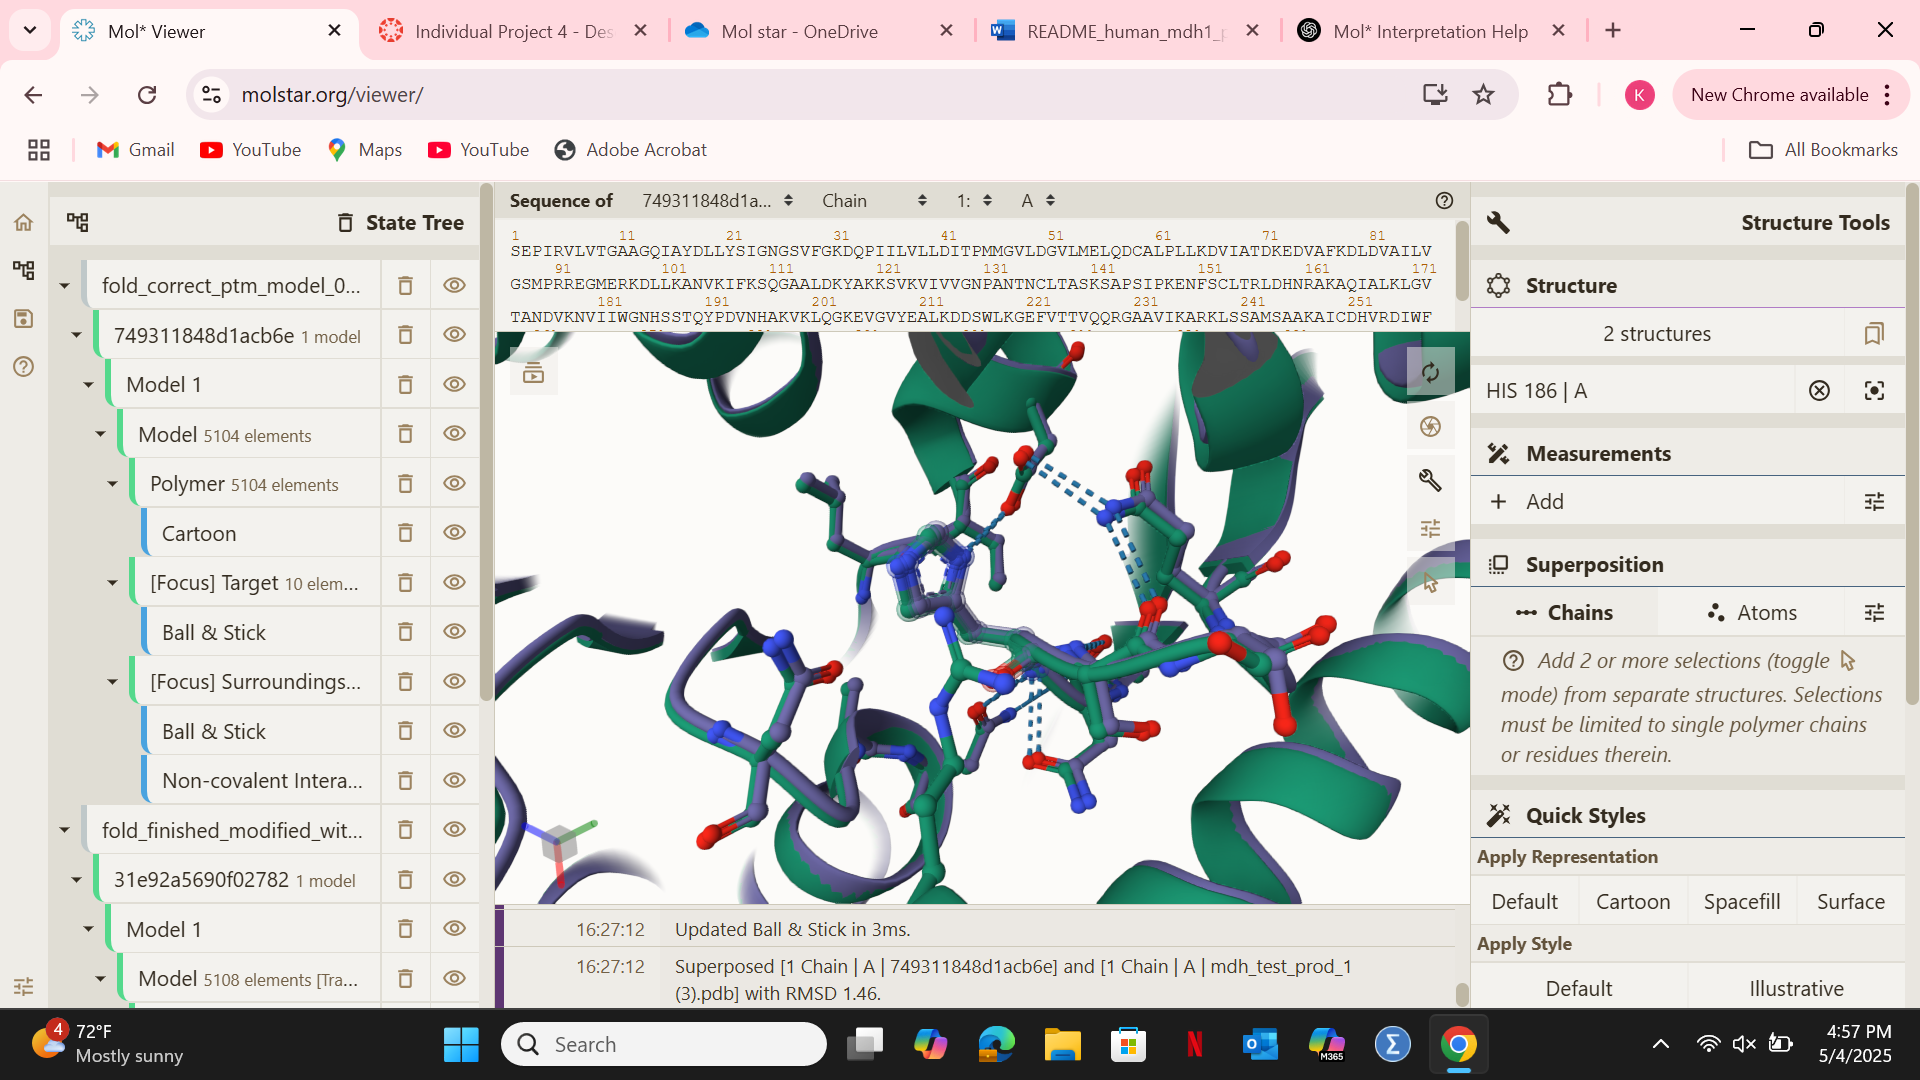 Mol* Viewer
Individual Project 4 - Des
Mol star - OneDrive
README_human_mdh1_p
Mol* Interpretation Help
molstar.org/viewer/
K
New Chrome available
Gmail
YouTube
Maps
YouTube
Adobe Acrobat
All Bookmarks
State Tree
fold_correct_ptm_model_0...
749311848d1acb6e 1 model
Model 1
Model 5104 elements
Polymer 5104 elements
Cartoon
[Focus] Target 10 elem...
Ball & Stick
[Focus] Surroundings...
Ball & Stick
Non-covalent Intera...
fold_finished_modified_wit...
31e92a5690f02782 1 model
Model 1
Model 5108 elements [Tra...
Sequence of 749311848d1a... Chain 1: A
1 11 21 31 41 51 61 71 81
SEPIRVLVTGAAGQIAYDLLYSIGNGSVFGKDQPIILVLLDITPMMGVLDGVLMELQDCALPLLKDVIATDKEDVAFKDLDVAILV
91 101 111 121 131 141 151 161 171
GSMPRREGMERKDLLKANVKIFKSQGAALDKYAKKSVKVIVVGNPANTNCLTASKSAPSIPKENFSCLTRLDHNRAKAQIALKLGV
181 191 201 211 221 231 241 251
TANDVKNVIIWGNHSSTQYPDVNHAKVKLQGKEVGVYEALKDDSWLKGEFVTTVQQRGAAVIKARKLSSAMSAAKAICDHVRDIWF
16:27:12 Updated Ball & Stick in 3ms.
16:27:12 Superposed [1 Chain | A | 749311848d1acb6e] and [1 Chain | A | mdh_test_prod_1
(3).pdb] with RMSD 1.46.
Structure Tools
Structure
2 structures
HIS 186 | A
Measurements
+ Add
Superposition
Chains
Atoms
Add 2 or more selections (toggle
mode) from separate structures. Selections
must be limited to single polymer chains
or residues therein.
Quick Styles
Apply Representation
Default Cartoon Spacefill Surface
Apply Style
Default Illustrative
4
72°F
Mostly sunny
Search
M365
4:57 PM
5/4/2025